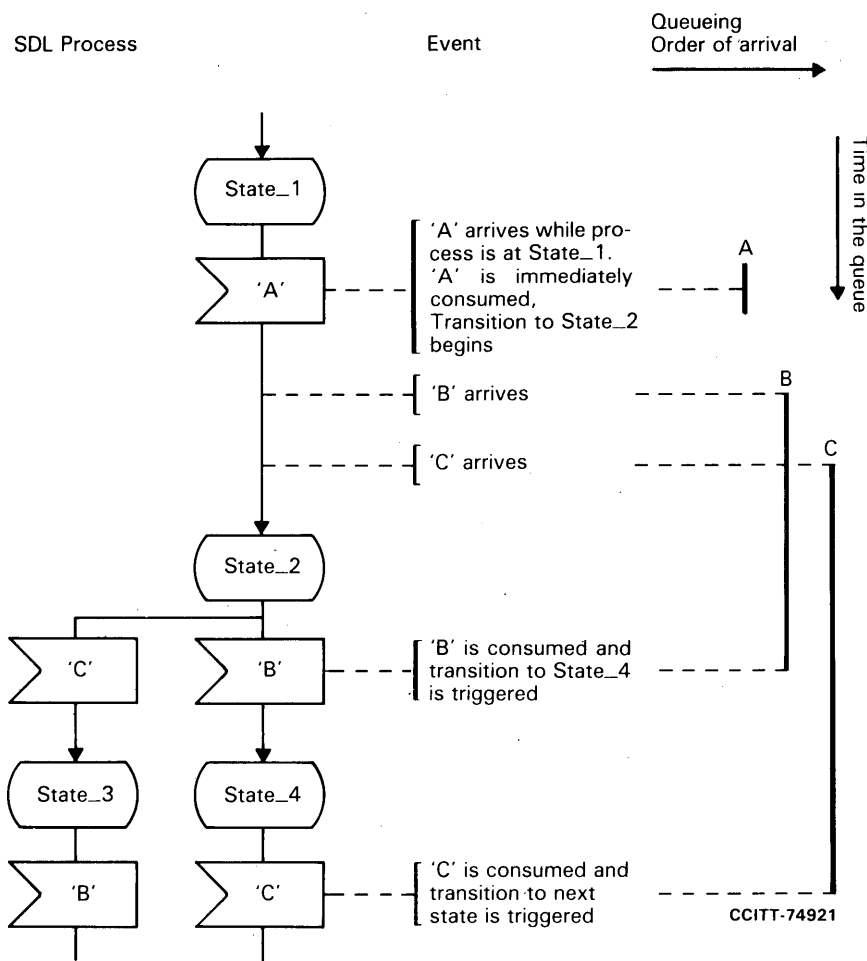 Queueing
SDL Process
Event
Order of arrival
Time in the queue
State_1
'A'
'A' arrives while pro-
cess is at State_1.
'A' is immediately
consumed,
Transition to State_2
begins
A
'B' arrives
B
'C' arrives
C
State_2
'C'
'B'
'B' is consumed and
transition to State_4
is triggered
State_3
State_4
'B'
'C'
'C' is consumed and
transition to next
state is triggered
CCITT-74921